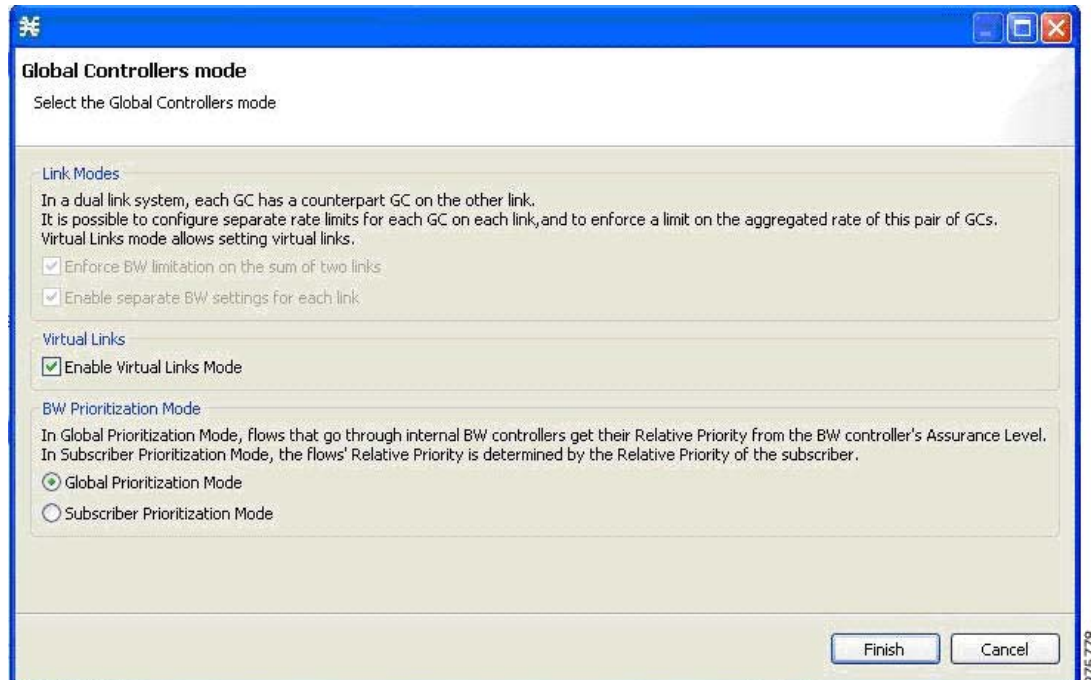 Global Controllers mode
Select the Global Controllers mode
Link Modes
In a dual link system, each GC has a counterpart GC on the other link.
It is possible to configure separate rate limits for each GC on each link,and to enforce a limit on the aggregated rate of this pair of GCs.
Virtual Links mode allows setting virtual links.
Enforce BW limitation on the sum of two links
Enable separate BW settings for each link
Virtual Links
Enable Virtual Links Mode
BW Prioritization Mode
In Global Prioritization Mode, flows that go through internal BW controllers get their Relative Priority from the BW controller's Assurance Level.
In Subscriber Prioritization Mode, the flows' Relative Priority is determined by the Relative Priority of the subscriber.
Global Prioritization Mode
Subscriber Prioritization Mode
Finish
Cancel